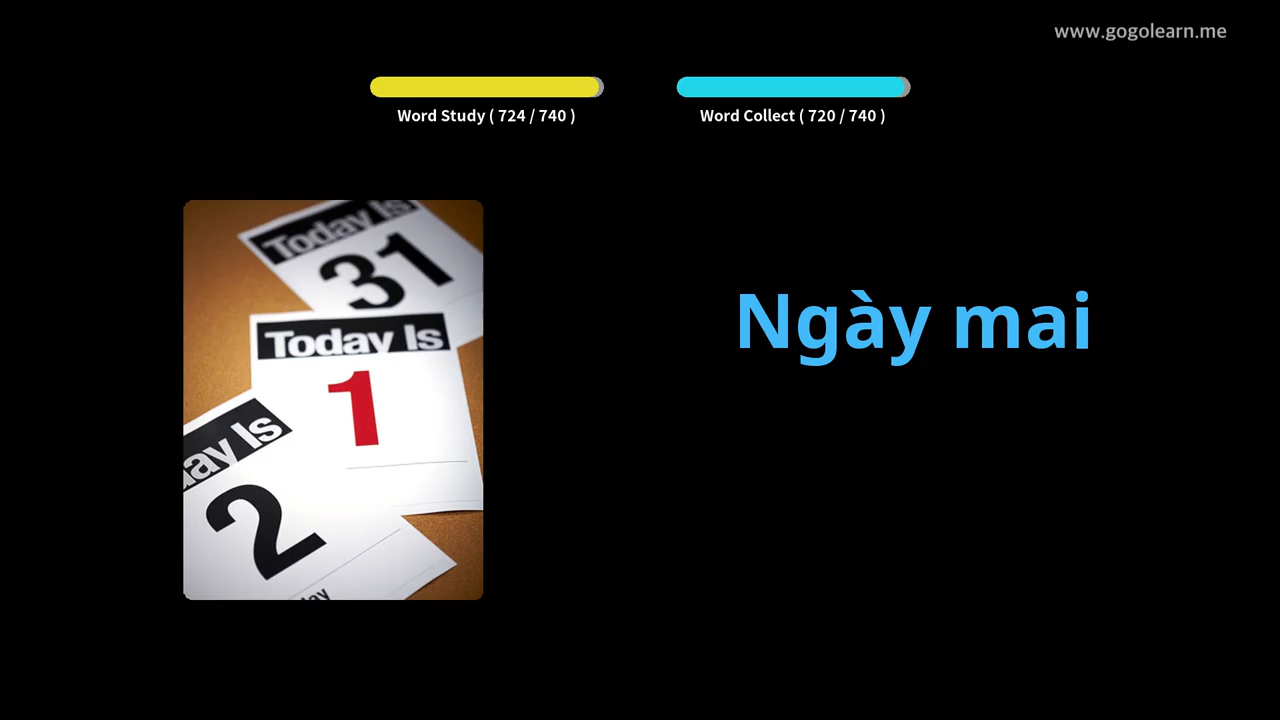 www.gogolearn.me
Word Study ( 724 / 740 )
Word Collect ( 720 / 740 )
Today Is
31
Today Is
1
ay Is
2
Ngày mai